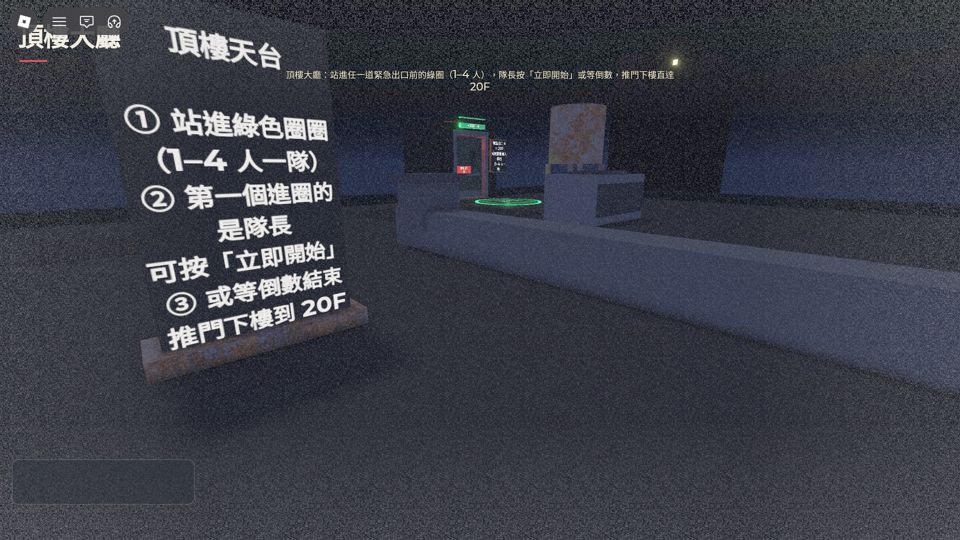 頂樓大廳
頂樓天台
頂樓大廳：站進任一道緊急出口前的綠圈（1–4 人），隊長按「立即開始」或等倒數，推門下樓直達
20F
① 站進綠色圈圈
（1–4 人一隊）
② 第一個進圈的
是隊長
可按「立即開始」
③ 或等倒數結束
推門下樓到 20F